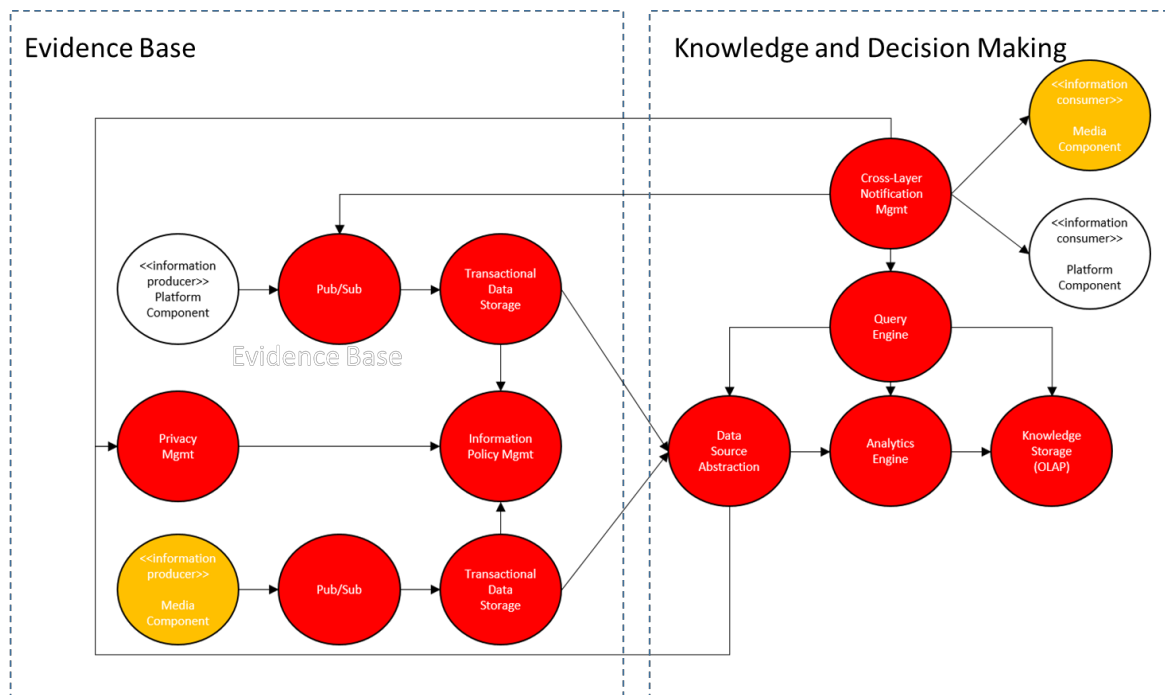 Evidence Base
Knowledge and Decision Making
<<information
consumer>>
Media
Component
Cross-Layer
Notification
Mgmt
<<information
consumer>>
Platform
Component
<<information
producer>>
Platform
Component
Pub/Sub
Transactional
Data
Storage
Query
Engine
Evidence Base
Privacy
Mgmt
Information
Policy Mgmt
Data
Source
Abstraction
Analytics
Engine
Knowledge
Storage
(OLAP)
<<information
producer>>
Media
Component
Pub/Sub
Transactional
Data
Storage